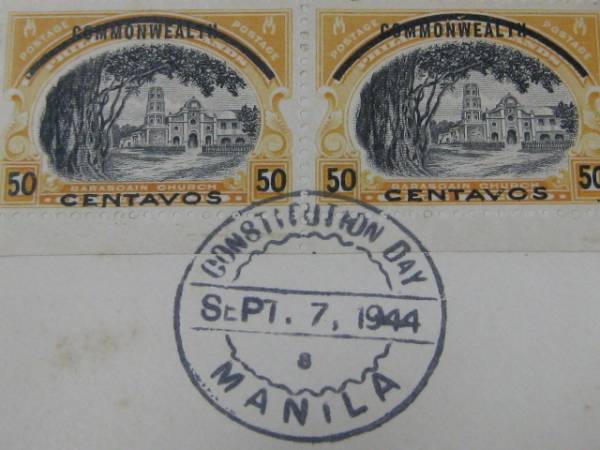 COMMONWEALTH
POSTAGE POSTAGE
50 50
BARASOAIN CHURCH
CENTAVOS
COMMONWEALTH
POSTAGE POSTAGE
50 50
BARASOAIN CHURCH
CENTAVOS
CONSTITUTION DAY
SEPT. 7, 1944
8
MANILA